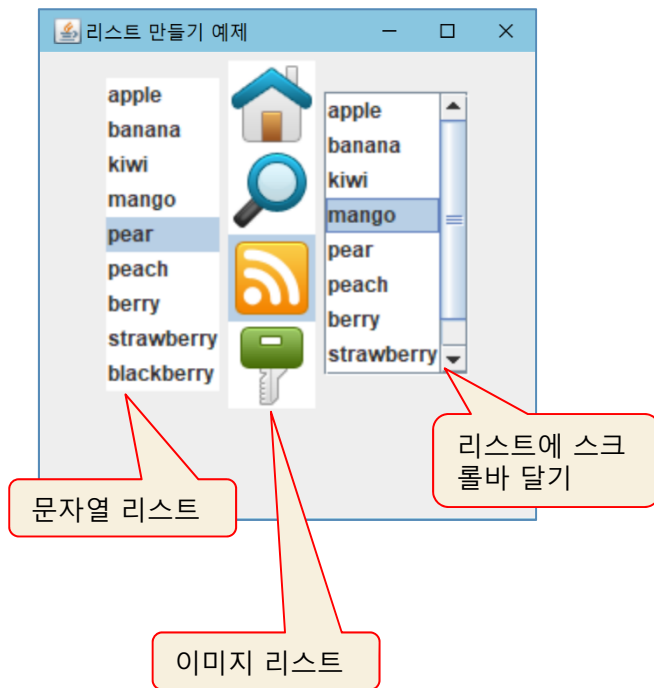 리스트 만들기 예제
apple
banana
kiwi
mango
pear
peach
berry
strawberry
blackberry
apple
banana
kiwi
mango
pear
peach
berry
strawberry
문자열 리스트
이미지 리스트
리스트에 스크
롤바 달기